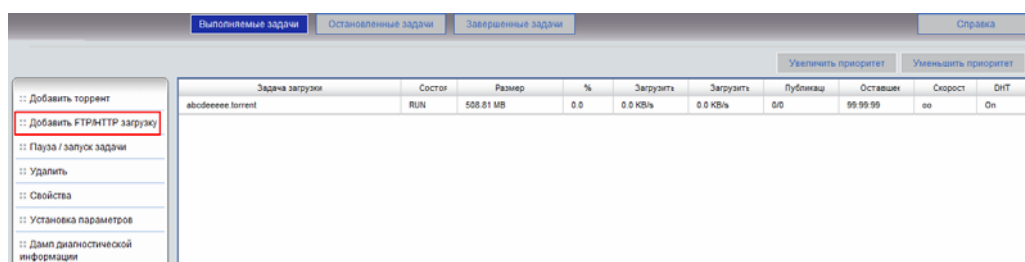 Выполняемые задачи Остановленные задачи Завершенные задачи Справка
Увеличить приоритет Уменьшить приоритет
Задача загрузки Состоя Размер % Загрузить Загрузить Публикац Оставшее Скорост DHT
abcdeeeee.torrent RUN 508.81 MB 0.0 0.0 KB/s 0.0 KB/s 0/0 99:99:99 oo On
:: Добавить торрент
:: Добавить FTP/HTTP загрузку
:: Пауза / запуск задачи
:: Удалить
:: Свойства
:: Установка параметров
:: Дамп диагностической
информации